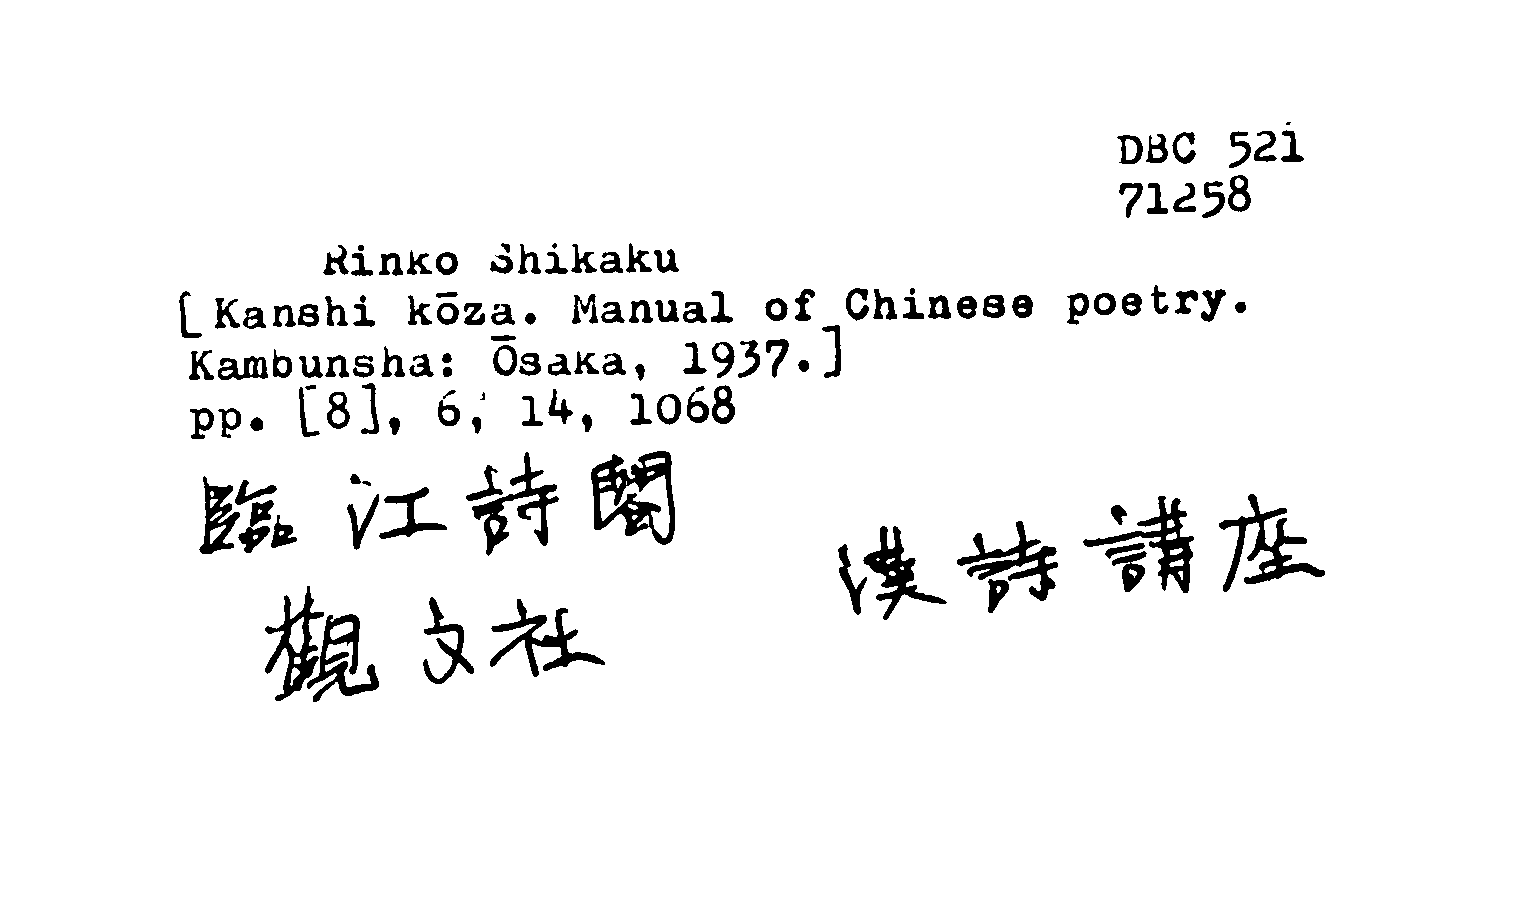 DBC 521
71258
Rinko Shikaku
[Kanshi kōza. Manual of Chinese poetry.
Kambunsha: Ōsaka, 1937.]
pp. [8], 6, 14, 1068
臨江詩閣
漢詩講座
觀文社